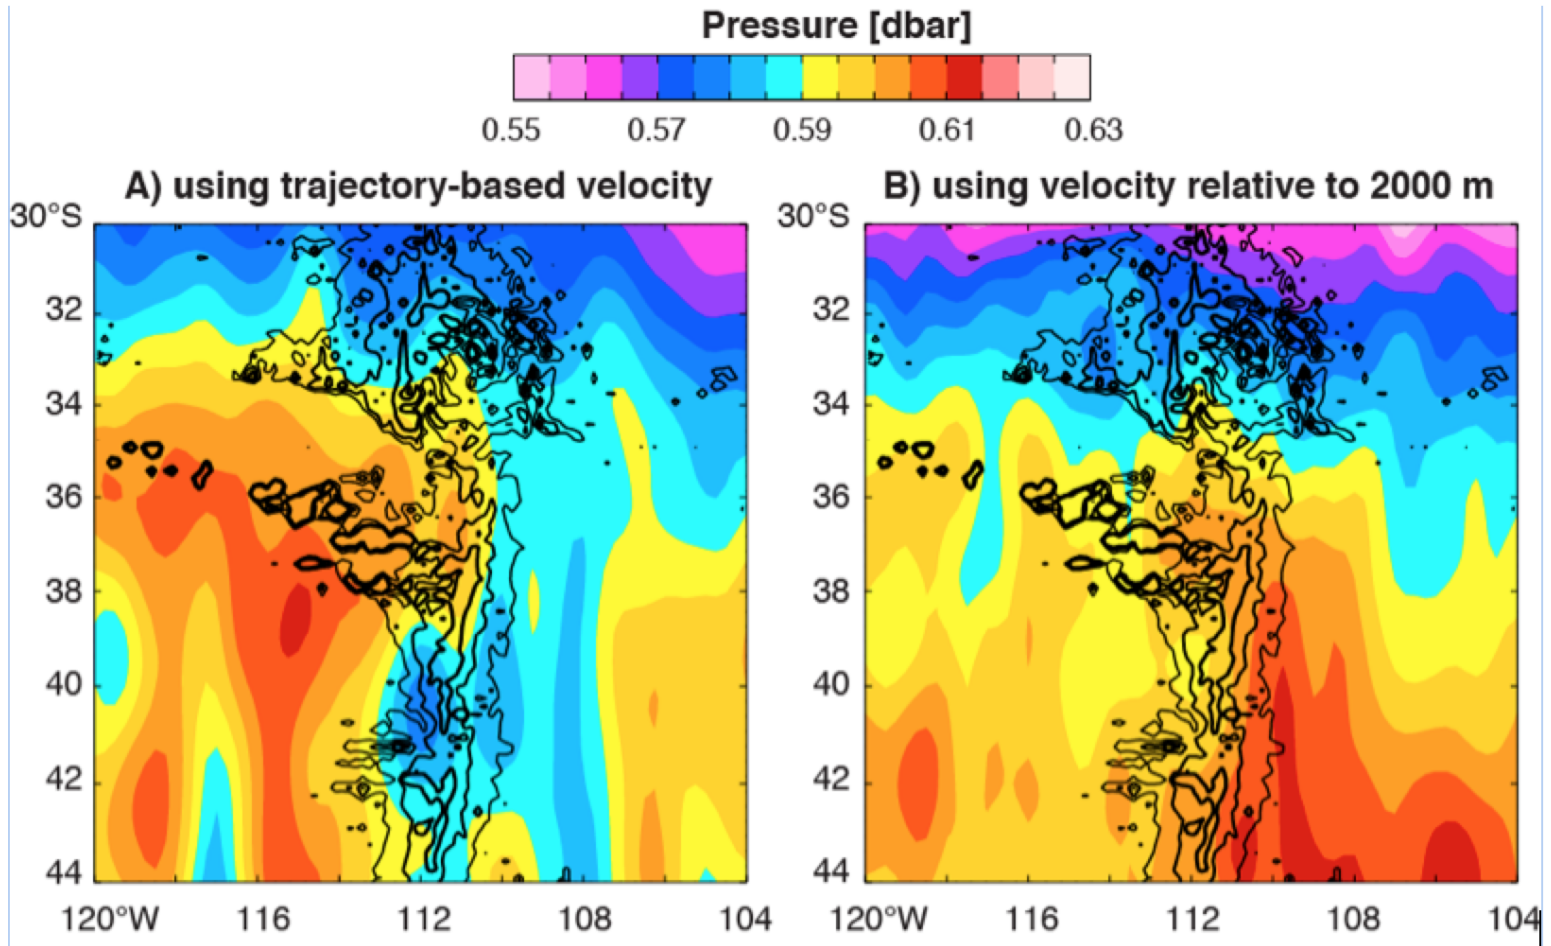 Pressure [dbar]
0.55 0.57 0.59 0.61 0.63
A) using trajectory-based velocity
B) using velocity relative to 2000 m
30°S
32
34
36
38
40
42
44
120°W 116 112 108 104
30°S
32
34
36
38
40
42
44
120°W 116 112 108 104